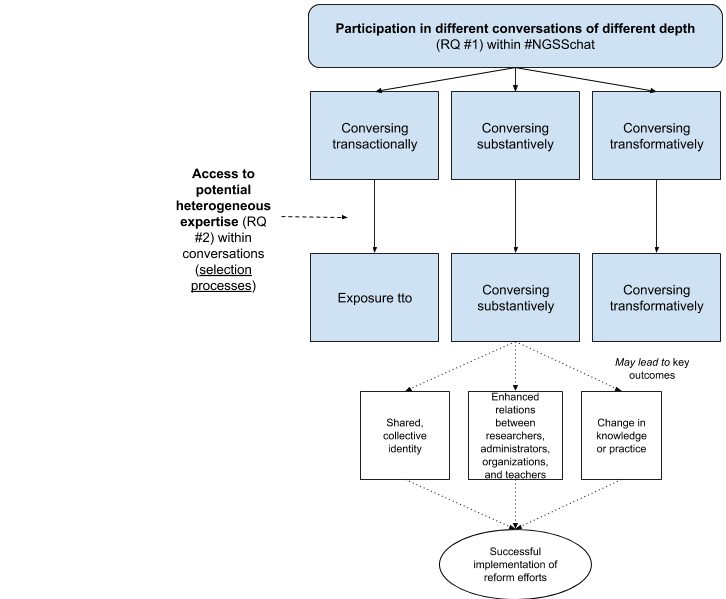 Participation in different conversations of different depth
(RQ #1) within #NGSSchat
Conversing
transactionally
Conversing
substantively
Conversing
transformatively
Access to
potential
heterogeneous
expertise (RQ
#2) within
conversations
(selection
processes)
Exposure tto
Conversing
substantively
Conversing
transformatively
May lead to key
outcomes
Shared,
collective
identity
Enhanced
relations
between
researchers,
administrators,
organizations,
and teachers
Change in
knowledge
or practice
Successful
implementation of
reform efforts